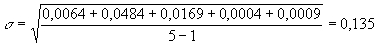 σ = √((0,0064 + 0,0484 + 0,0169 + 0,0004 + 0,0009) / (5 − 1)) = 0,135